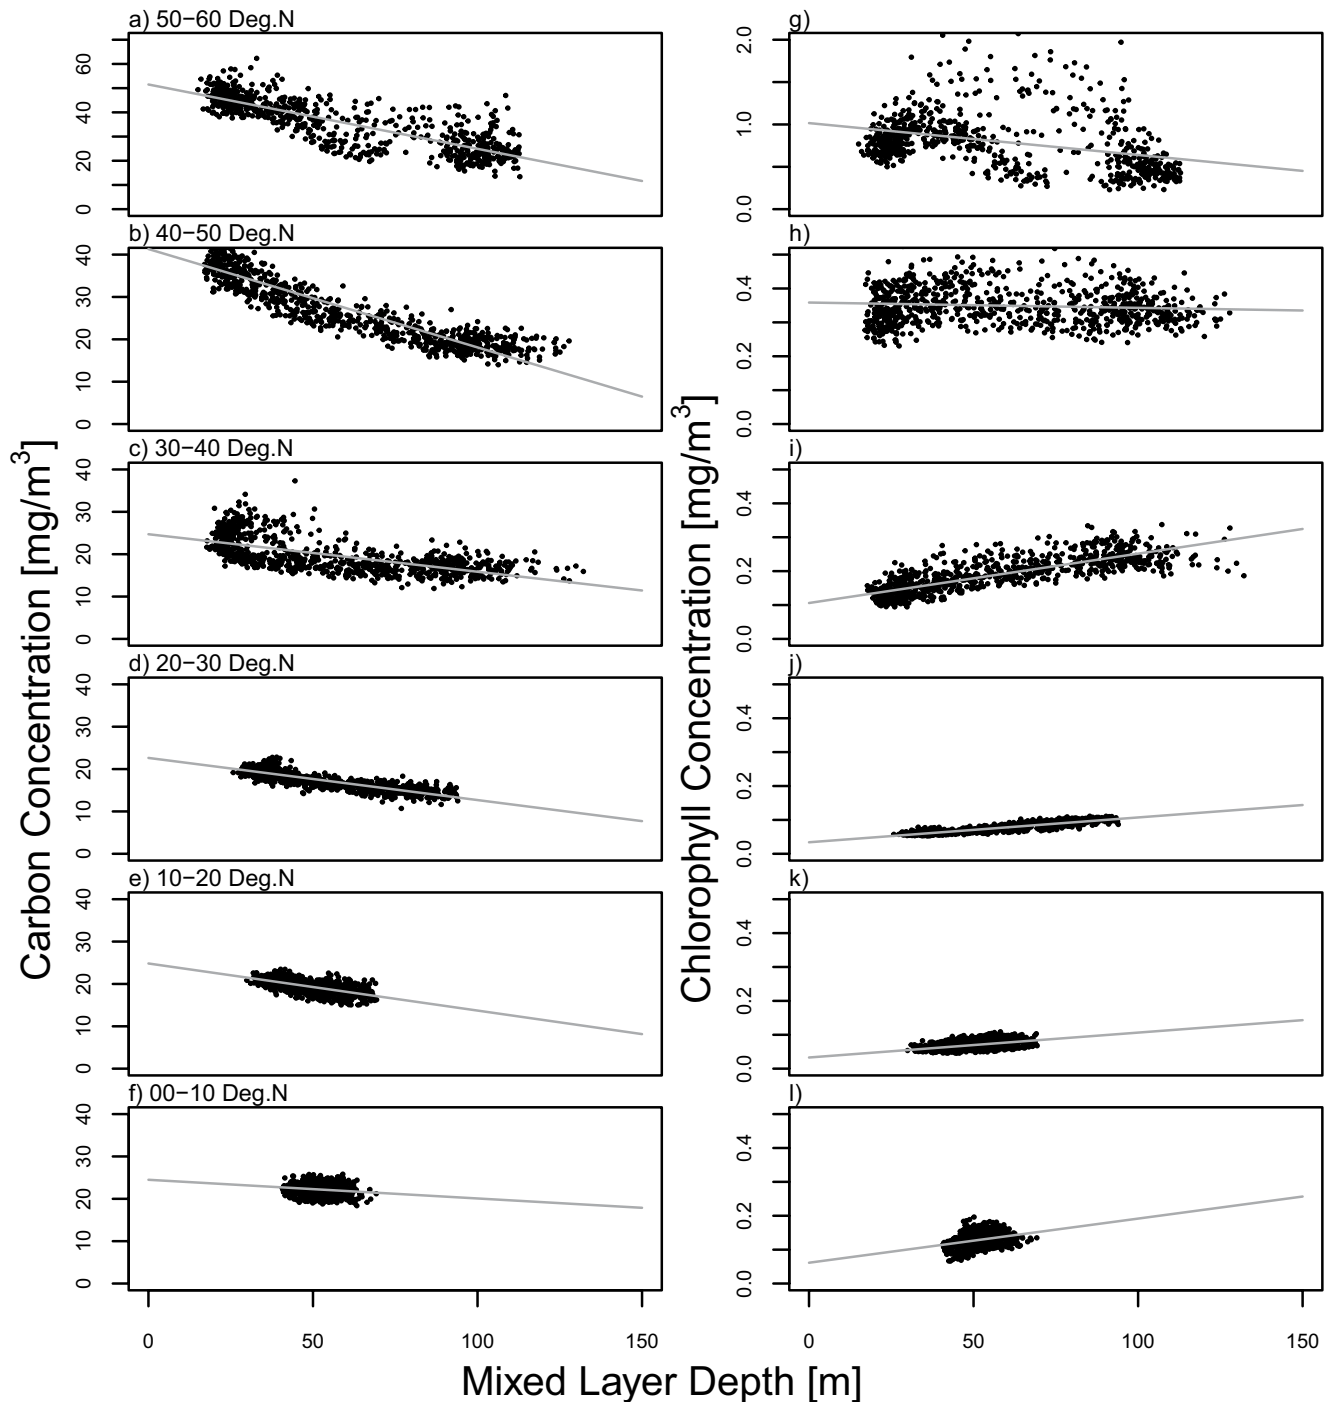 a) 50−60 Deg.N
0 20 40 60
b) 40−50 Deg.N
0 10 20 30 40
c) 30−40 Deg.N
0 10 20 30 40
d) 20−30 Deg.N
0 10 20 30 40
e) 10−20 Deg.N
0 10 20 30 40
f) 00−10 Deg.N
0 10 20 30 40
0 50 100 150
Carbon Concentration [mg/m³]
g)
0.0 1.0 2.0
h)
0.0 0.2 0.4
i)
0.0 0.2 0.4
j)
0.0 0.2 0.4
k)
0.0 0.2 0.4
l)
0.0 0.2 0.4
0 50 100 150
Chlorophyll Concentration [mg/m³]
Mixed Layer Depth [m]